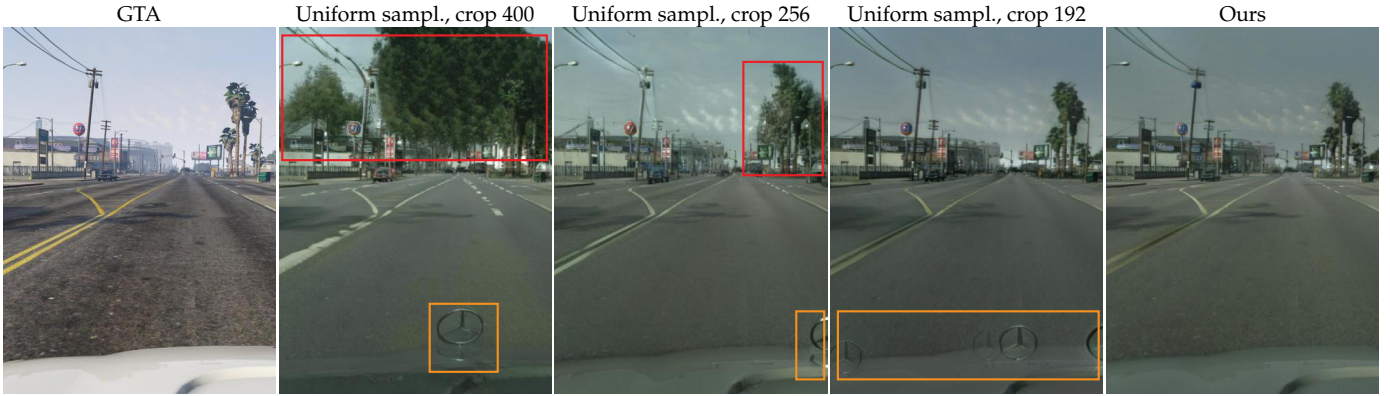 GTA
Uniform sampl., crop 400
Uniform sampl., crop 256
Uniform sampl., crop 192
Ours